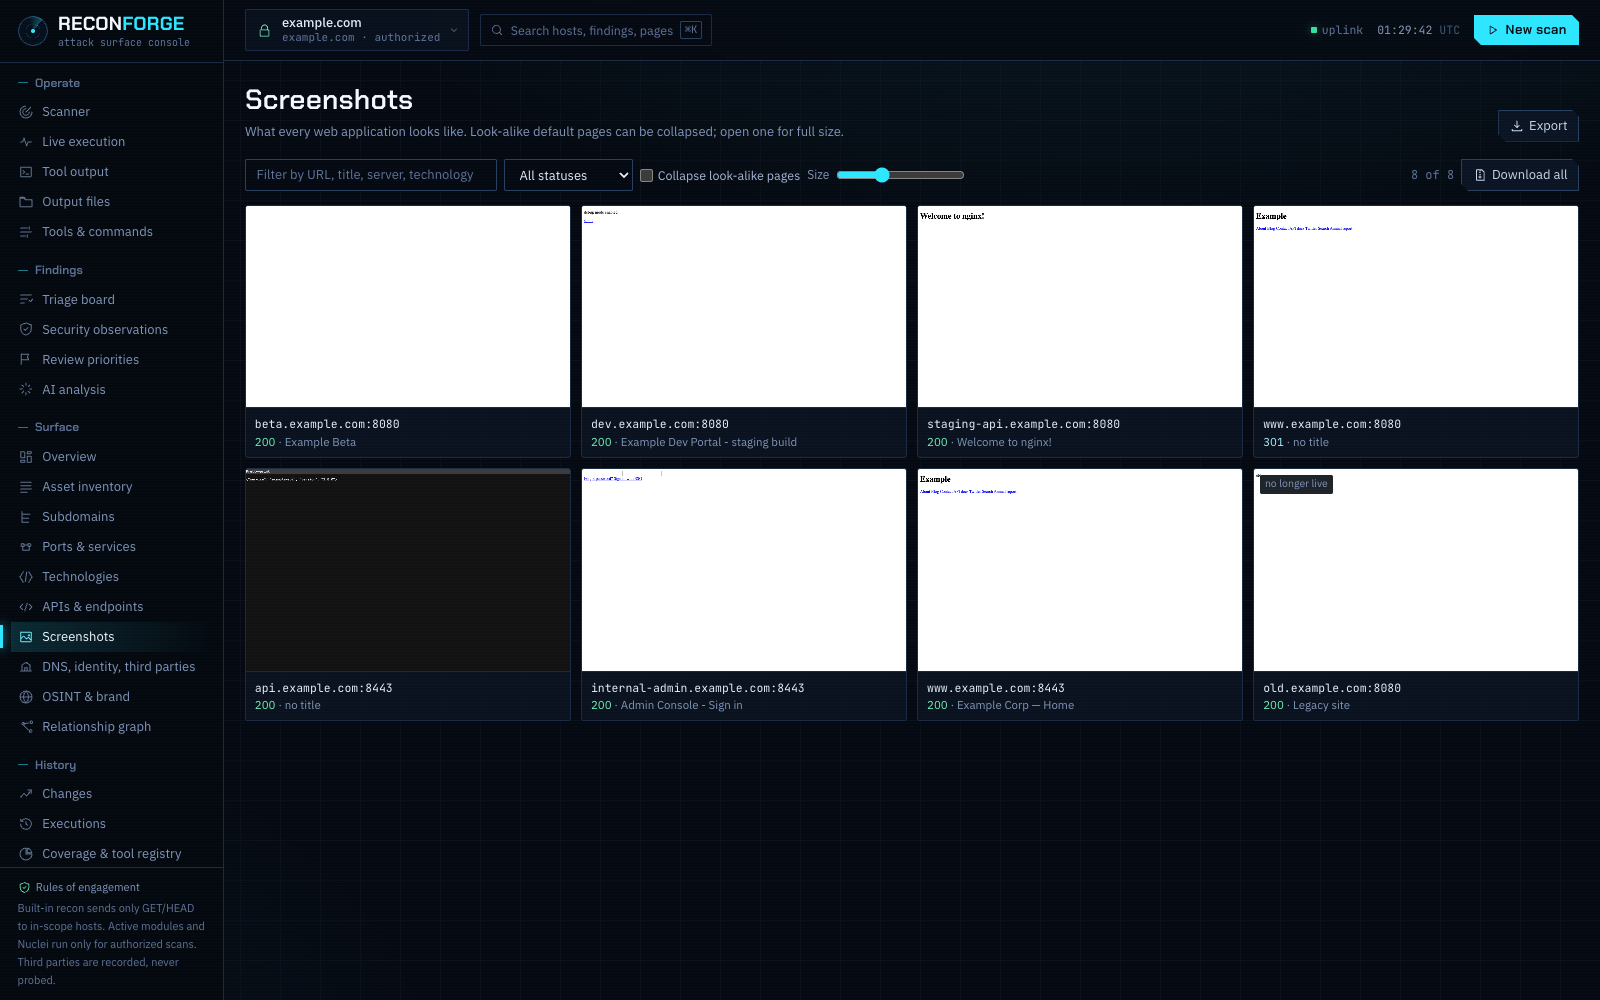 RECONFORGE
attack surface console
example.com
example.com · authorized
Search hosts, findings, pages ⌘K
uplink 01:29:42 UTC
New scan
Operate
Scanner
Live execution
Tool output
Output files
Tools & commands
Findings
Triage board
Security observations
Review priorities
AI analysis
Surface
Overview
Asset inventory
Subdomains
Ports & services
Technologies
APIs & endpoints
Screenshots
DNS, identity, third parties
OSINT & brand
Relationship graph
History
Changes
Executions
Coverage & tool registry
Rules of engagement
Built-in recon sends only GET/HEAD
to in-scope hosts. Active modules and
Nuclei run only for authorized scans.
Third parties are recorded, never
probed.
Screenshots
What every web application looks like. Look-alike default pages can be collapsed; open one for full size.
Export
Filter by URL, title, server, technology
All statuses
Collapse look-alike pages
Size
8 of 8
Download all
beta.example.com:8080
200 · Example Beta
dev.example.com:8080
200 · Example Dev Portal - staging build
Welcome to nginx!
staging-api.example.com:8080
200 · Welcome to nginx!
Example
www.example.com:8080
301 · no title
api.example.com:8443
200 · no title
internal-admin.example.com:8443
200 · Admin Console - Sign in
Example
www.example.com:8443
200 · Example Corp — Home
no longer live
old.example.com:8080
200 · Legacy site